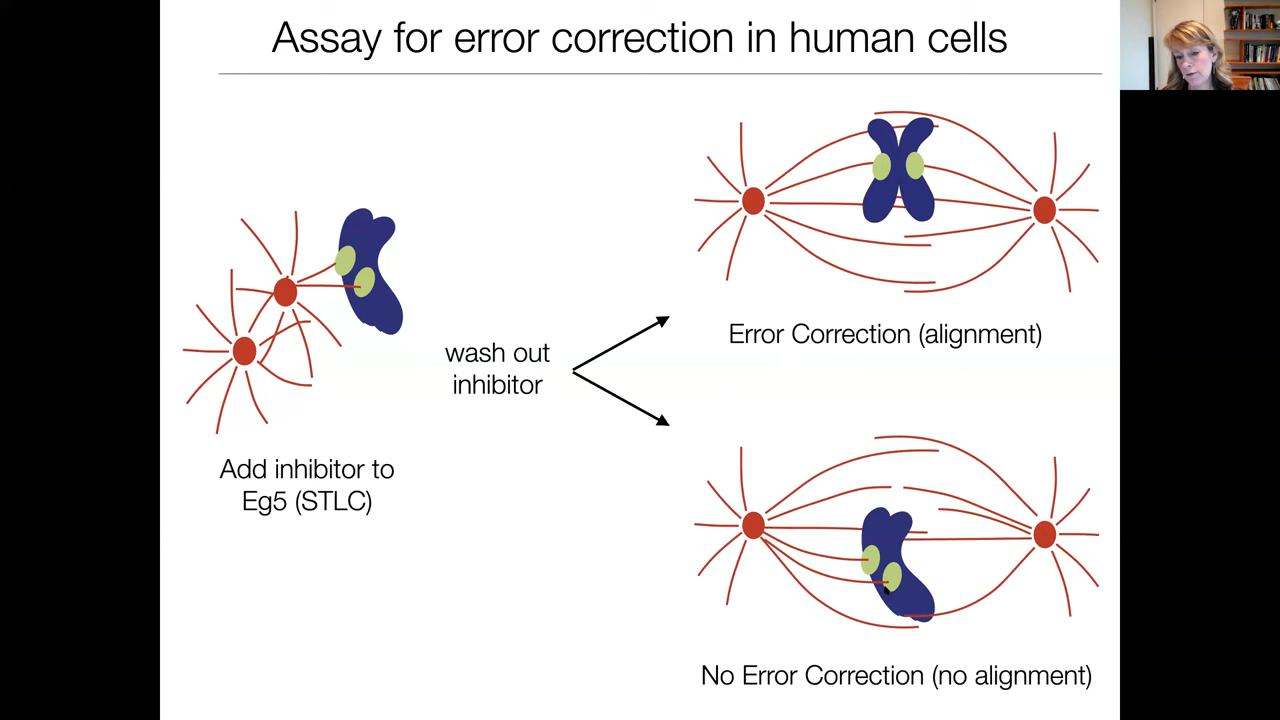 Assay for error correction in human cells
Add inhibitor to
Eg5 (STLC)
wash out
inhibitor
Error Correction (alignment)
No Error Correction (no alignment)